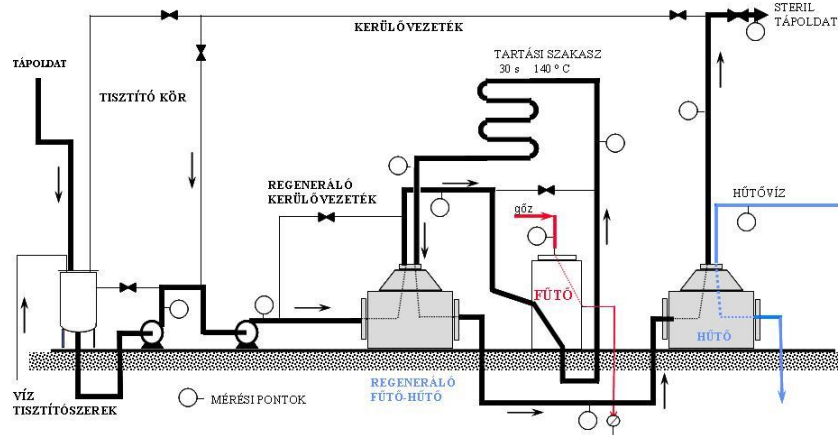 STERIL
TÁPOLDAT
KERÜLŐVEZETÉK
TARTÁSI SZAKASZ
30 s 140 ° C
TÁPOLDAT
TISZTÍTÓ KÖR
REGENERÁLÓ
KERÜLŐVEZETÉK
gőz
HŰTŐVÍZ
FŰTŐ
HŰTŐ
REGENERÁLÓ
FŰTŐ-HŰTŐ
VÍZ
TISZTÍTÓSZEREK
MÉRÉSI PONTOK